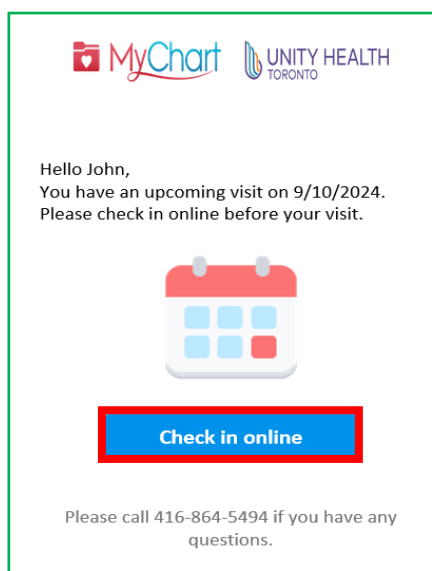 MyChart UNITY HEALTH
TORONTO
Hello John,
You have an upcoming visit on 9/10/2024.
Please check in online before your visit.
Check in online
Please call 416-864-5494 if you have any
questions.